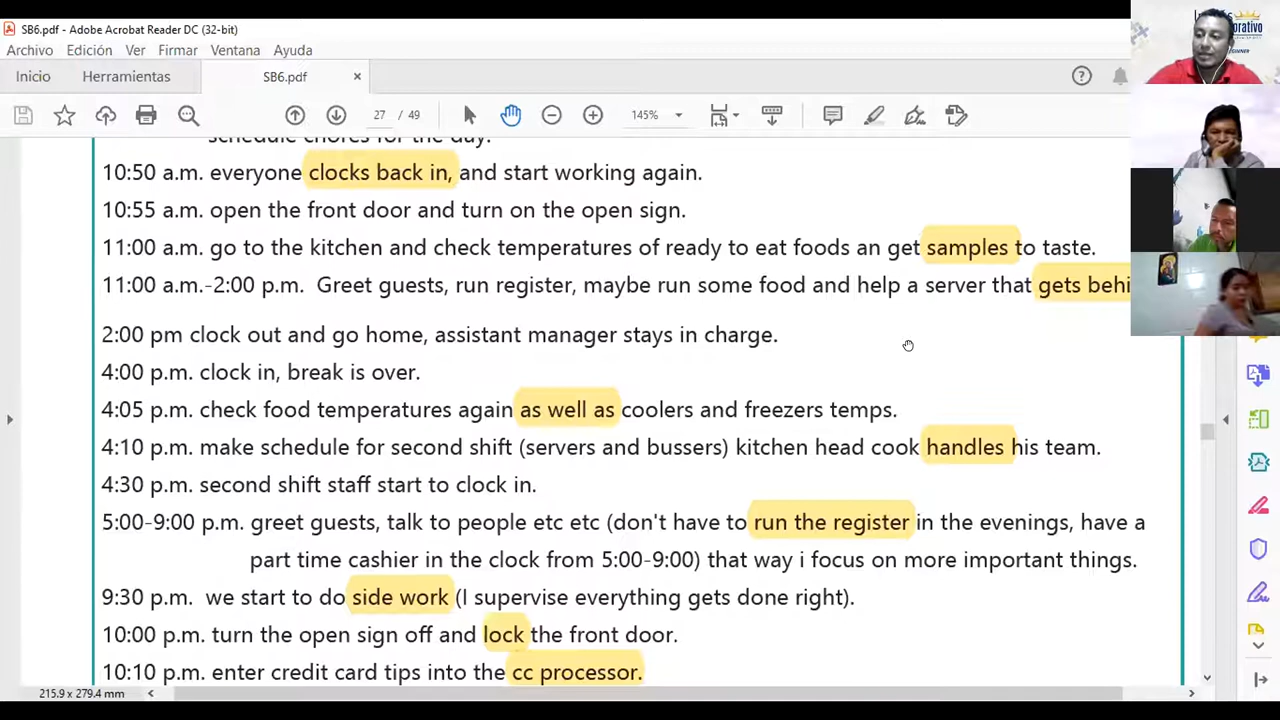 SB6.pdf - Adobe Acrobat Reader DC (32-bit)
Archivo Edición Ver Firmar Ventana Ayuda
Inicio Herramientas SB6.pdf ×
27 / 49 145%
schedule chores for the day.
10:50 a.m. everyone clocks back in, and start working again.
10:55 a.m. open the front door and turn on the open sign.
11:00 a.m. go to the kitchen and check temperatures of ready to eat foods an get samples to taste.
11:00 a.m.-2:00 p.m. Greet guests, run register, maybe run some food and help a server that gets behi
2:00 pm clock out and go home, assistant manager stays in charge.
4:00 p.m. clock in, break is over.
4:05 p.m. check food temperatures again as well as coolers and freezers temps.
4:10 p.m. make schedule for second shift (servers and bussers) kitchen head cook handles his team.
4:30 p.m. second shift staff start to clock in.
5:00-9:00 p.m. greet guests, talk to people etc etc (don't have to run the register in the evenings, have a
part time cashier in the clock from 5:00-9:00) that way i focus on more important things.
9:30 p.m. we start to do side work (I supervise everything gets done right).
10:00 p.m. turn the open sign off and lock the front door.
10:10 p.m. enter credit card tips into the cc processor.
215.9 x 279.4 mm